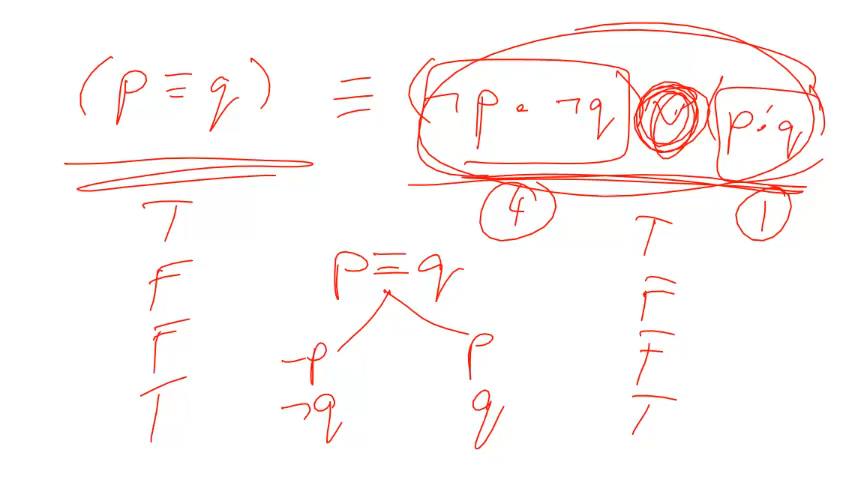 (p ≡ q) ≡ (¬p • ¬q) ∨ (p • q)
4 1
T T
F F
F F
T T
p ≡ q
¬p p
¬q q